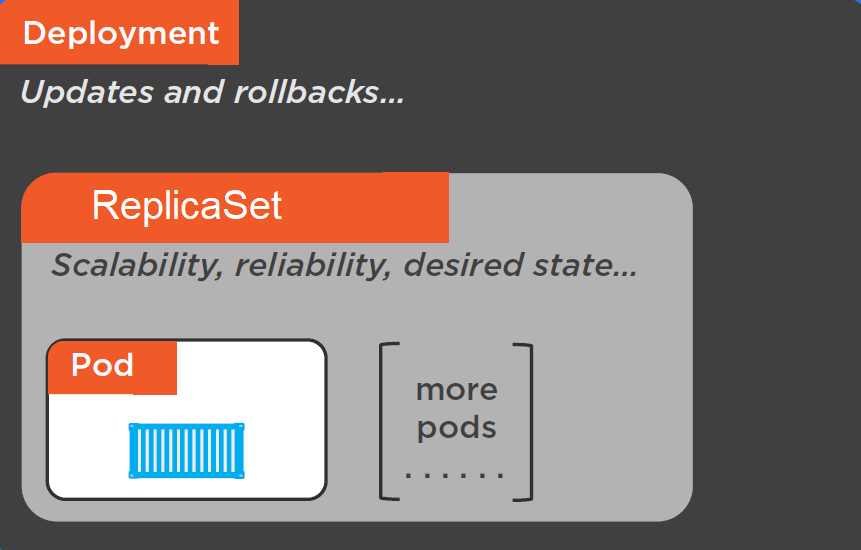 Deployment
Updates and rollbacks...
ReplicaSet
Scalability, reliability, desired state...
Pod
more
pods
. . . . . .